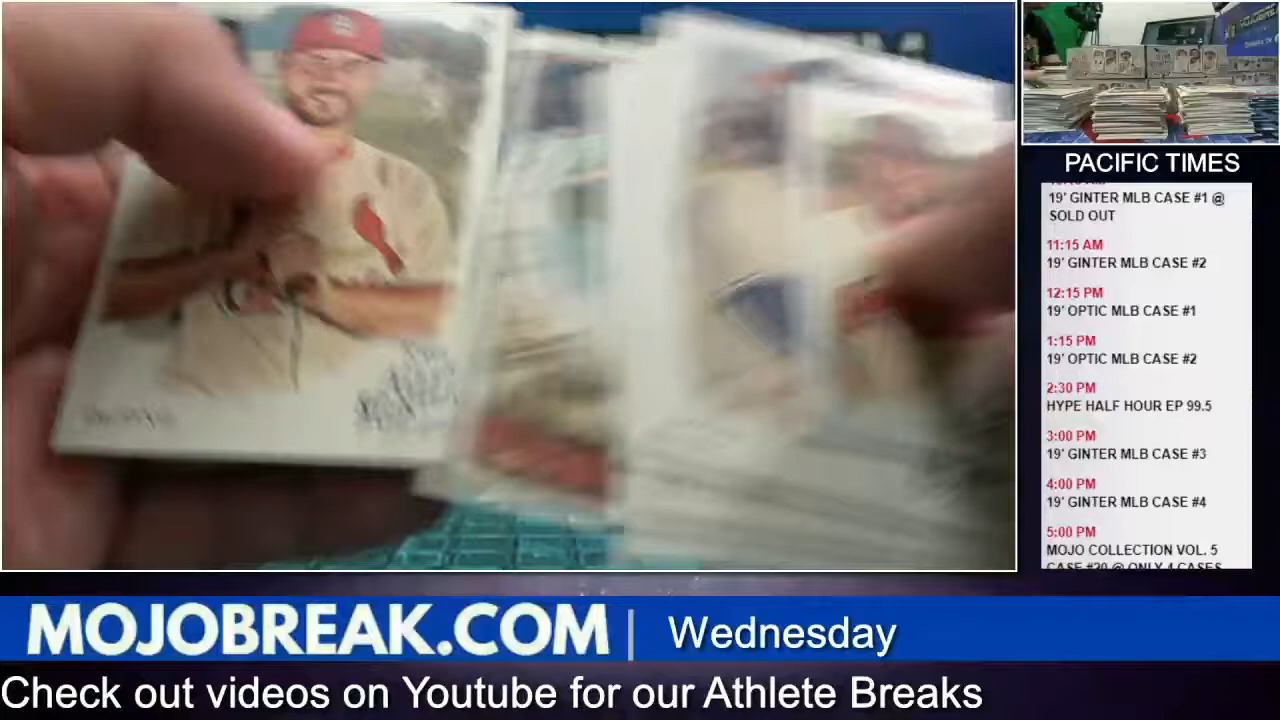 PACIFIC TIMES
19' GINTER MLB CASE #1 @
SOLD OUT
11:15 AM
19' GINTER MLB CASE #2
12:15 PM
19' OPTIC MLB CASE #1
1:15 PM
19' OPTIC MLB CASE #2
2:30 PM
HYPE HALF HOUR EP 99.5
3:00 PM
19' GINTER MLB CASE #3
4:00 PM
19' GINTER MLB CASE #4
5:00 PM
MOJO COLLECTION VOL. 5
CASE #20 @ ONLY 4 CASES
MOJOBREAK.COM | Wednesday
Check out videos on Youtube for our Athlete Breaks